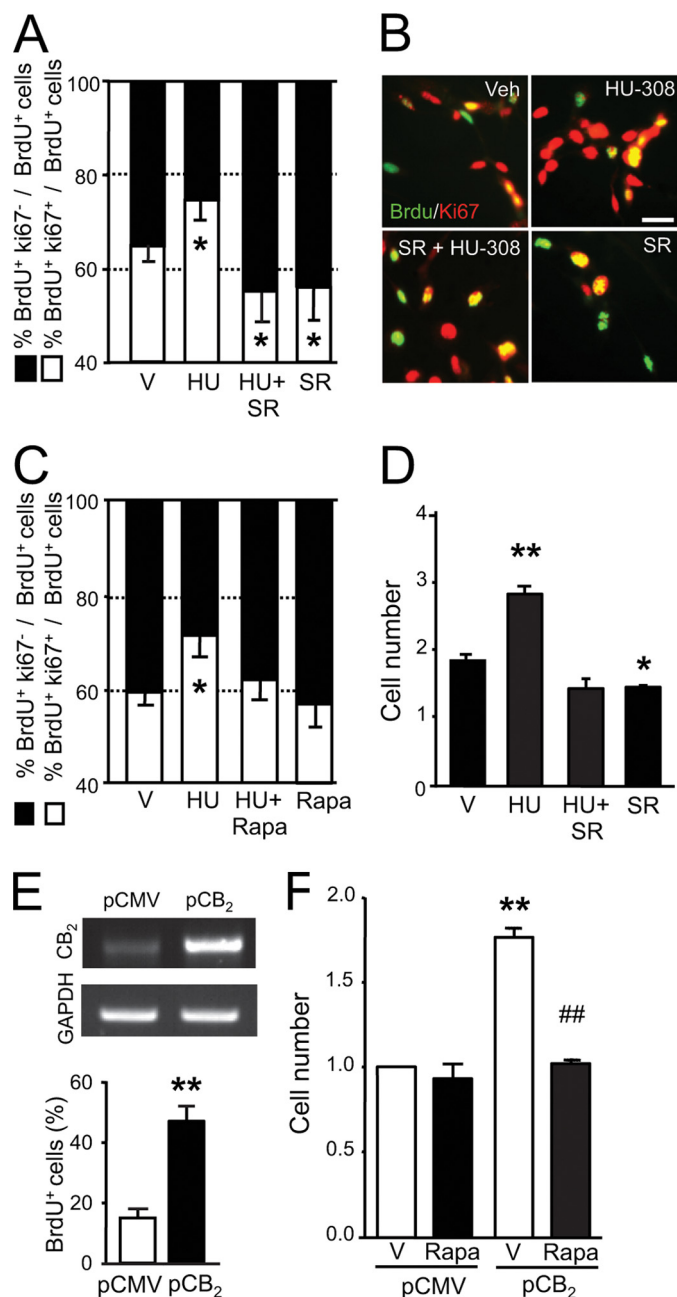 A
% BrdU⁺ ki67⁻ / BrdU⁺ cells
% BrdU⁺ ki67⁺ / BrdU⁺ cells
100
80
60
40
*
*
*
V
HU
HU+
SR
SR
B
Veh
HU-308
Brdu/Ki67
SR + HU-308
SR
C
% BrdU⁺ ki67⁻ / BrdU⁺ cells
% BrdU⁺ ki67⁺ / BrdU⁺ cells
100
80
60
40
*
V
HU
HU+
Rapa
Rapa
D
Cell number
4
3
2
1
0
**
*
V
HU
HU+
SR
SR
E
pCMV
pCB₂
CB₂
GAPDH
BrdU⁺ cells (%)
60
40
20
0
**
pCMV
pCB₂
F
Cell number
2.0
1.5
1.0
0.5
0.0
**
##
V
Rapa
V
Rapa
pCMV
pCB₂